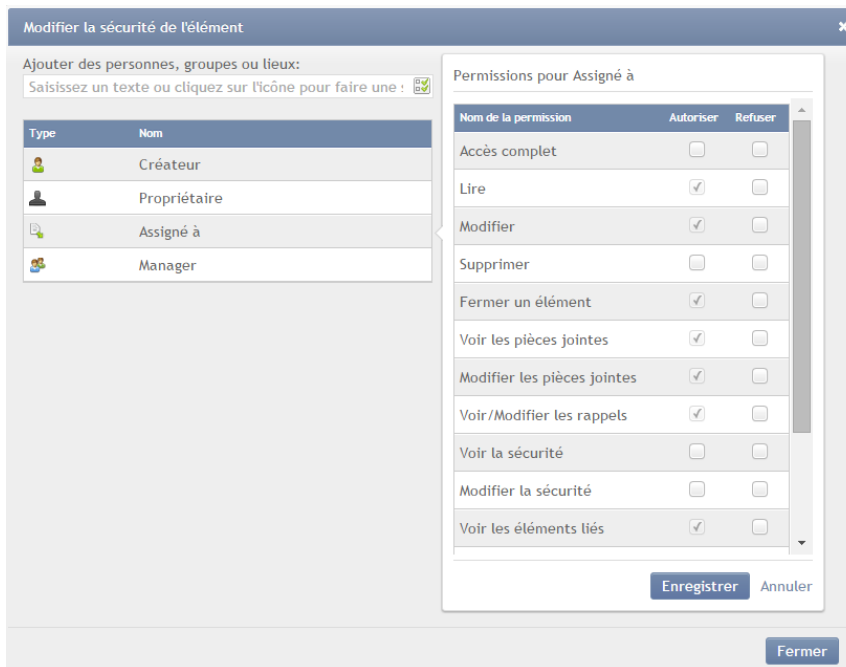 Modifier la sécurité de l'élément
Ajouter des personnes, groupes ou lieux:
Saisissez un texte ou cliquez sur l'icône pour faire une s
Type Nom
Créateur
Propriétaire
Assigné à
Manager
Permissions pour Assigné à
Nom de la permission Autoriser Refuser
Accès complet
Lire
Modifier
Supprimer
Fermer un élément
Voir les pièces jointes
Modifier les pièces jointes
Voir/Modifier les rappels
Voir la sécurité
Modifier la sécurité
Voir les éléments liés
Enregistrer Annuler
Fermer